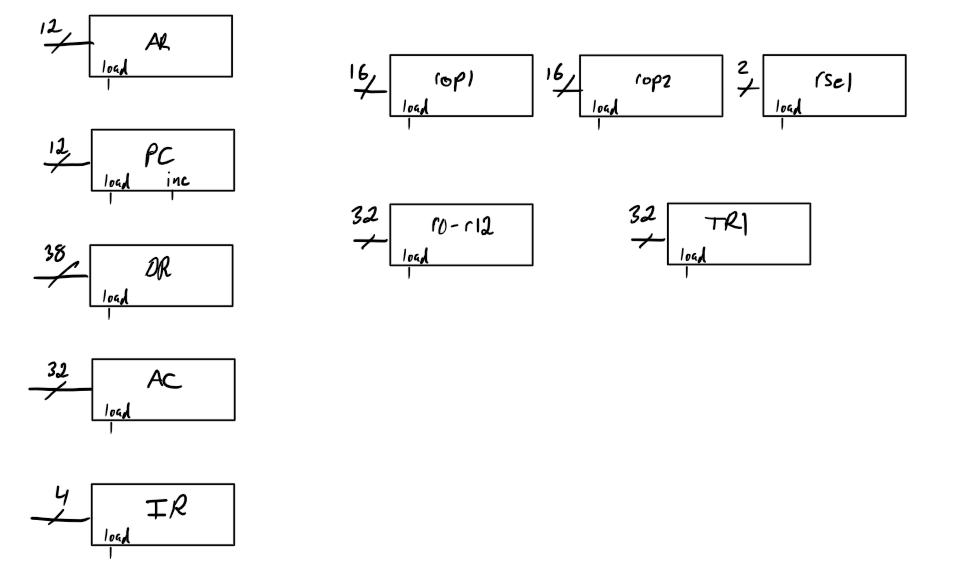 12
AR
load
12
PC
load inc
38
DR
load
32
AC
load
4
IR
load
16
rop1
load
16
rop2
load
2
rsel
load
32
r0-r12
load
32
TR1
load